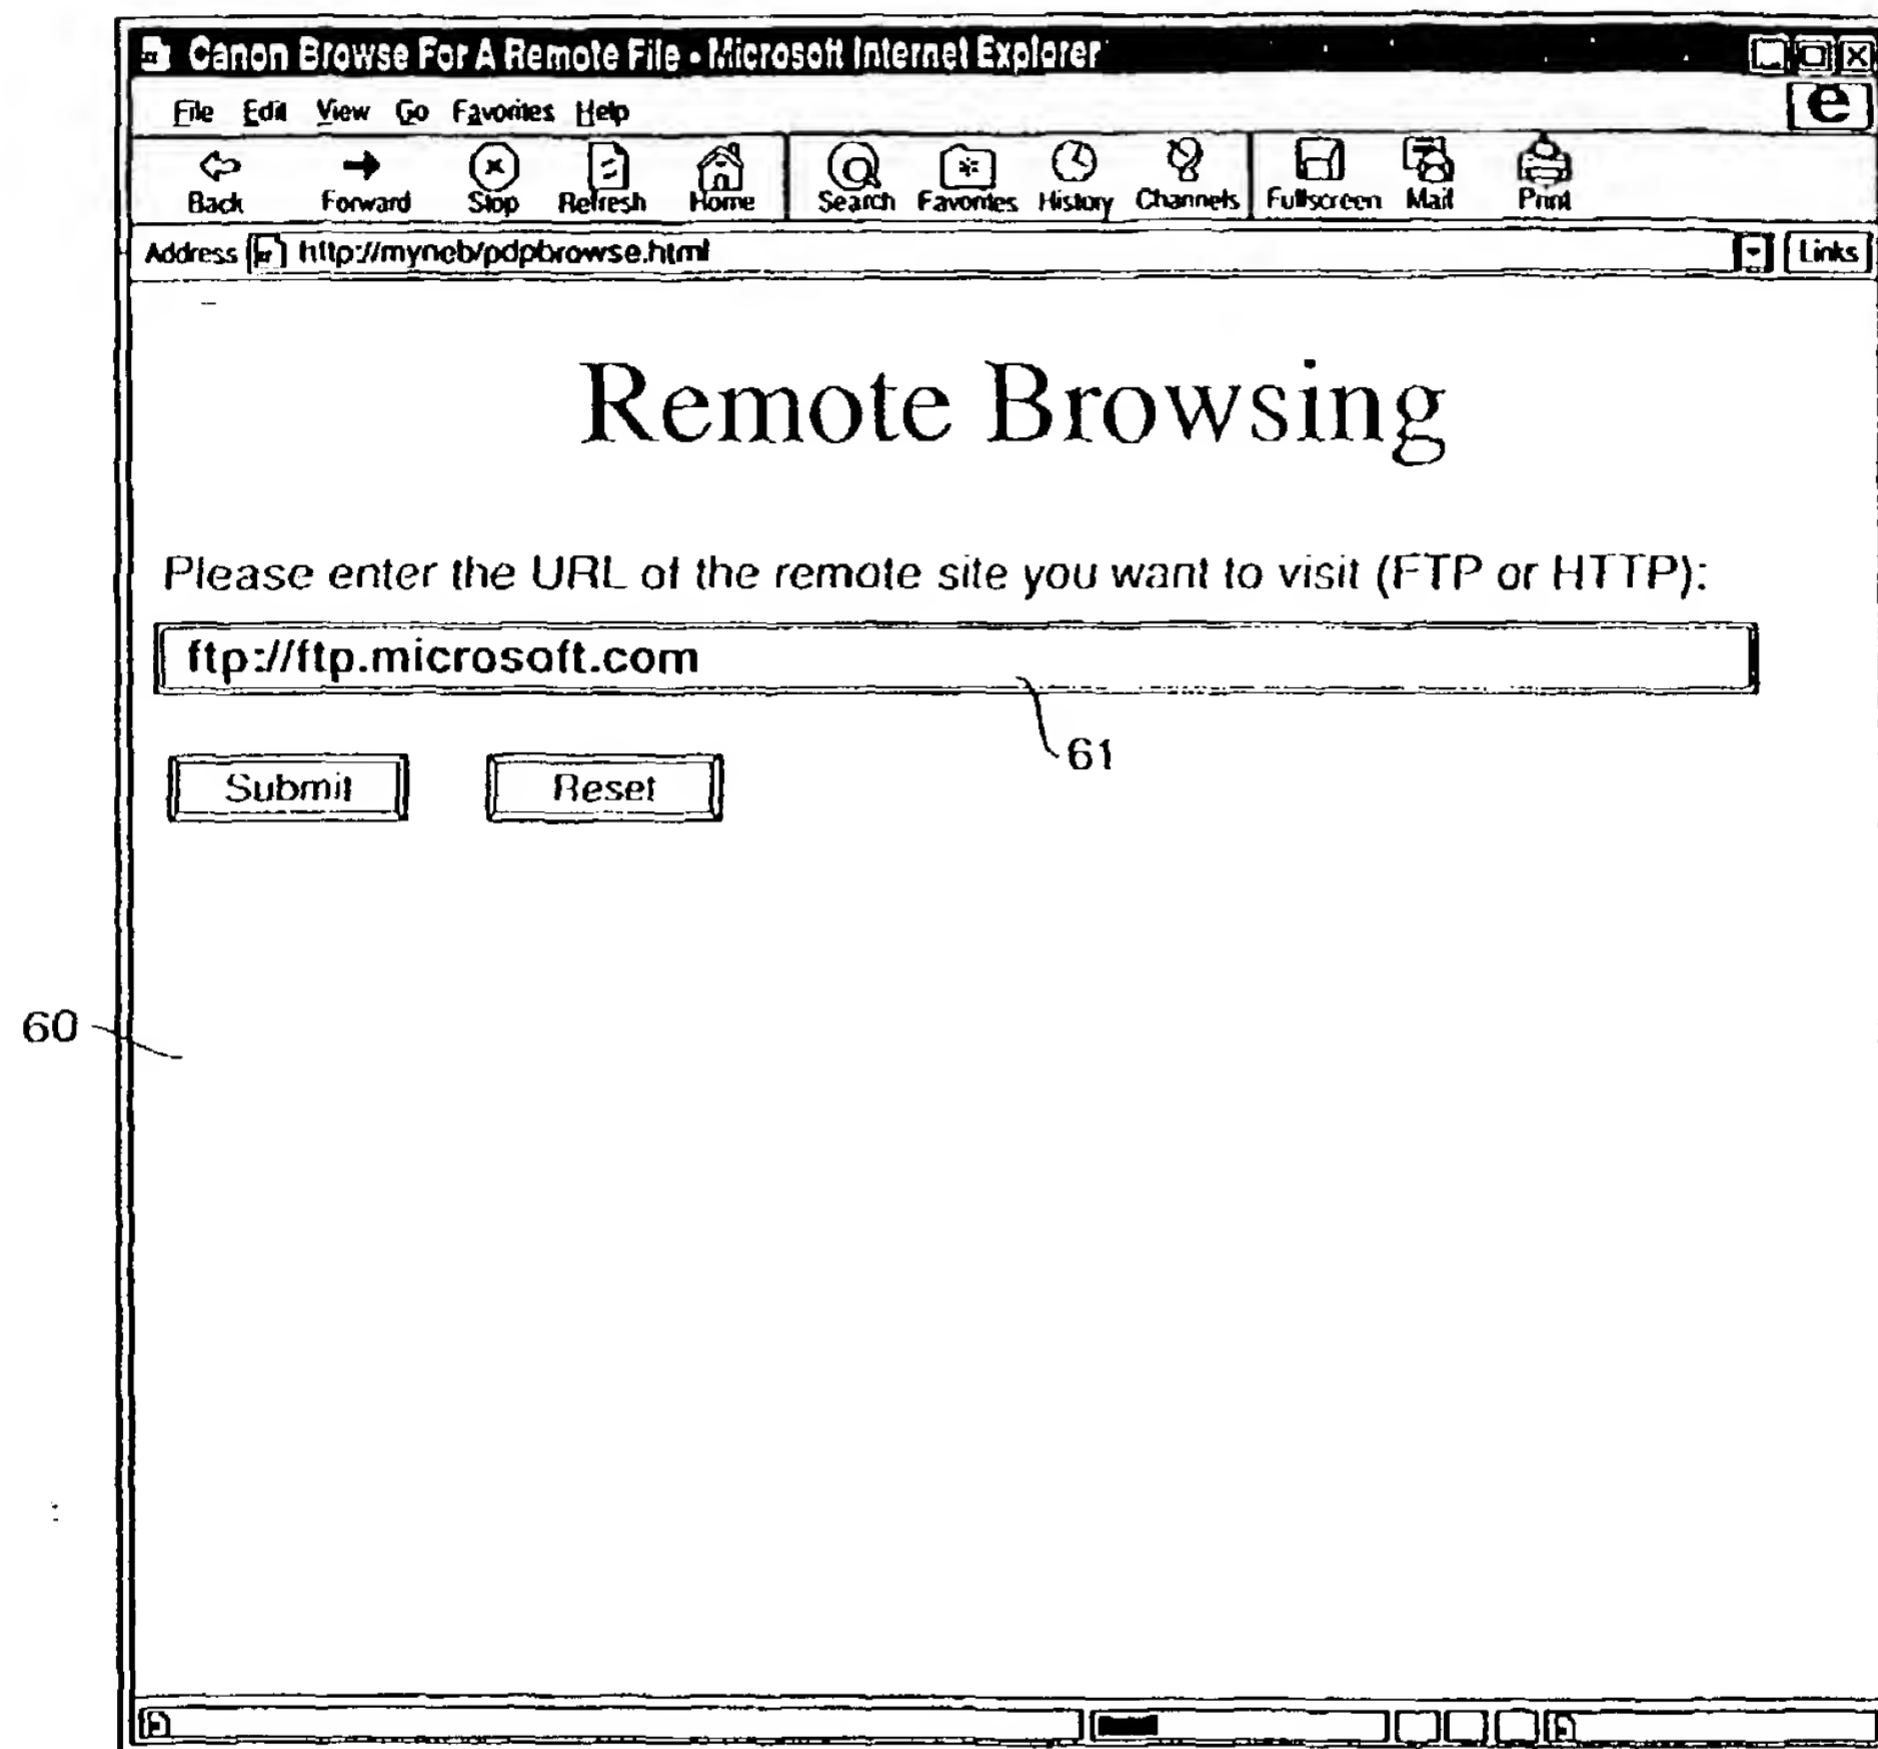 Canon Browse For A Remote File • Microsoft Internet Explorer
File Edit View Go Favorites Help
e
Back Forward Stop Refresh Home Search Favorites History Channels Fullscreen Mail Print
Address http://myneb/pdpbrowse.html Links
Remote Browsing
Please enter the URL of the remote site you want to visit (FTP or HTTP):
ftp://ftp.microsoft.com
61
Submit Reset
60